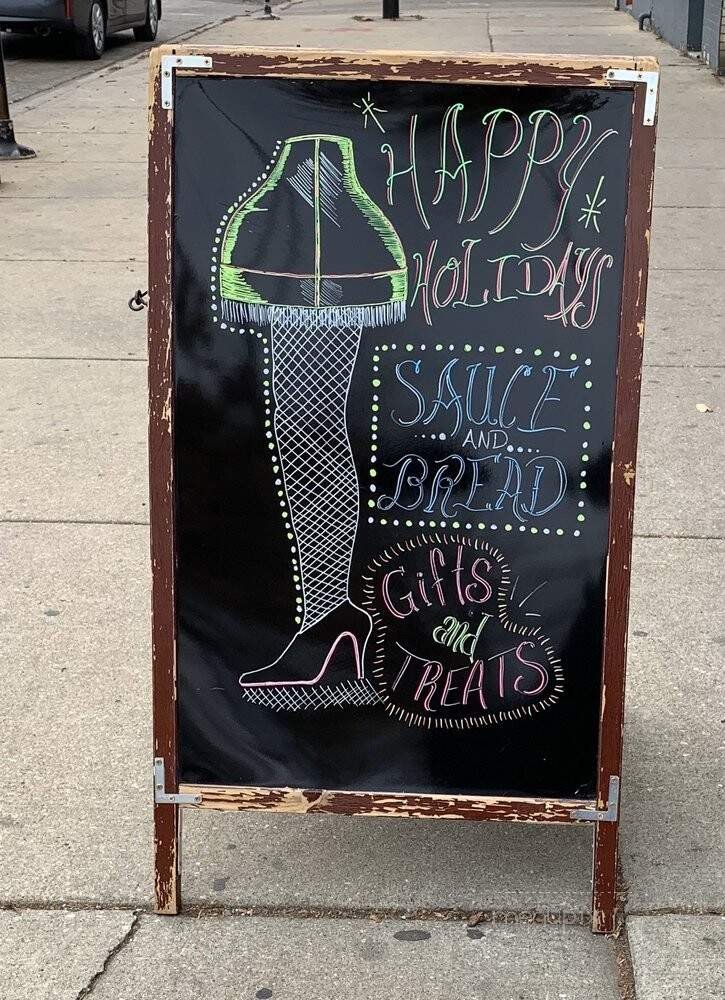 HAPPY
HOLIDAYS
SAUCE
AND
BREAD
Gifts
and
TREATS